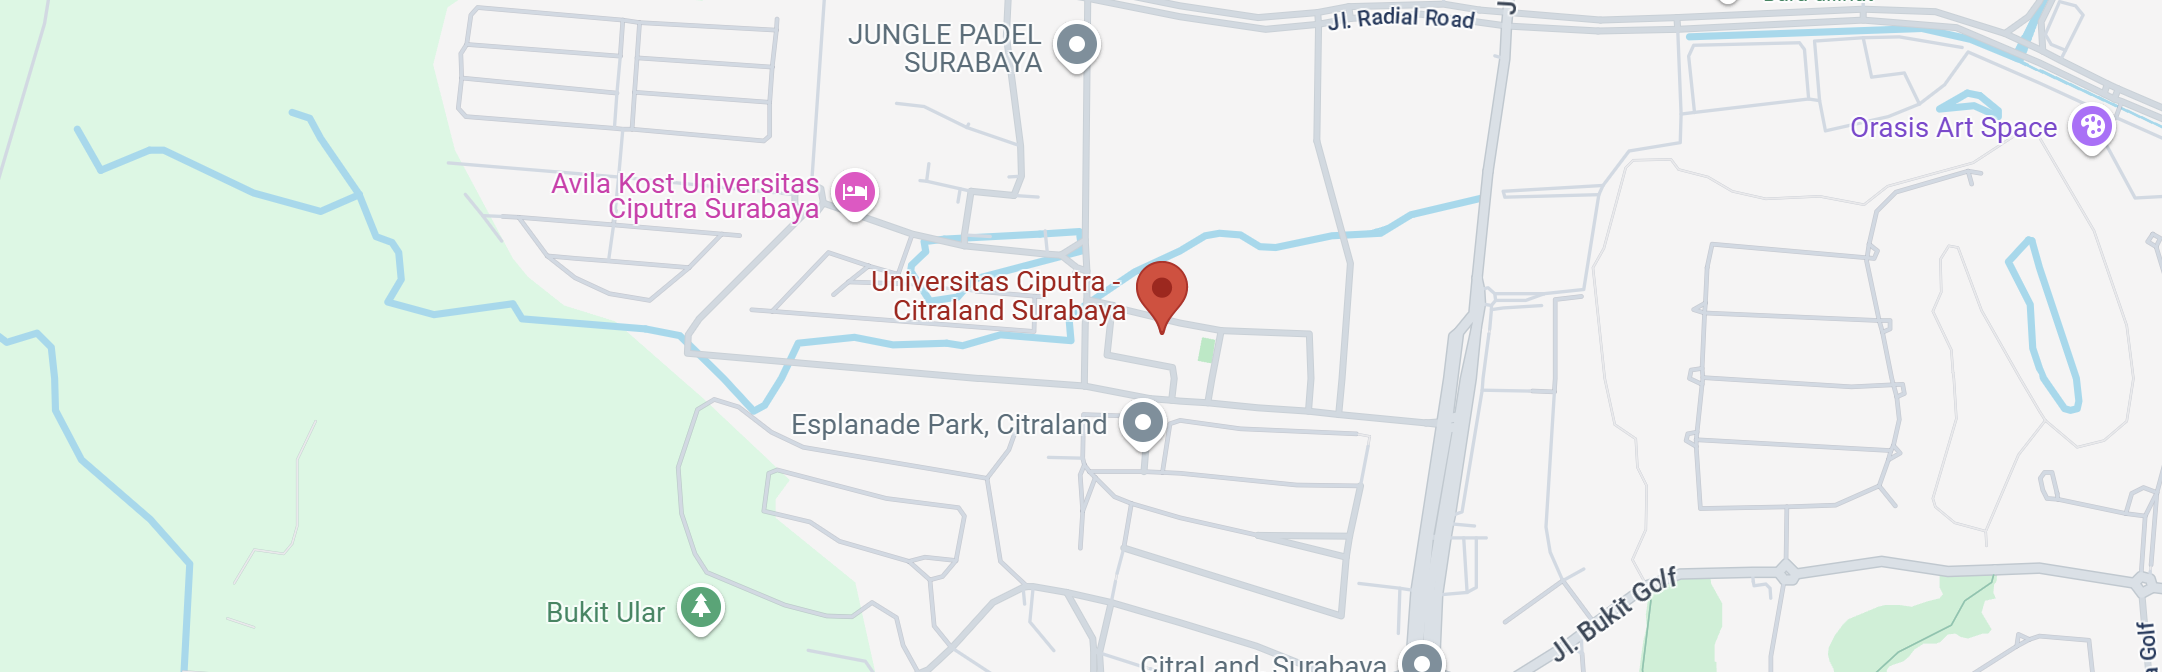 Jl. Radial Road
JUNGLE PADEL
SURABAYA
Orasis Art Space
Avila Kost Universitas
Ciputra Surabaya
Universitas Ciputra -
Citraland Surabaya
Esplanade Park, Citraland
Bukit Ular
Jl. Bukit Golf
CitraLand, Surabaya
Golf